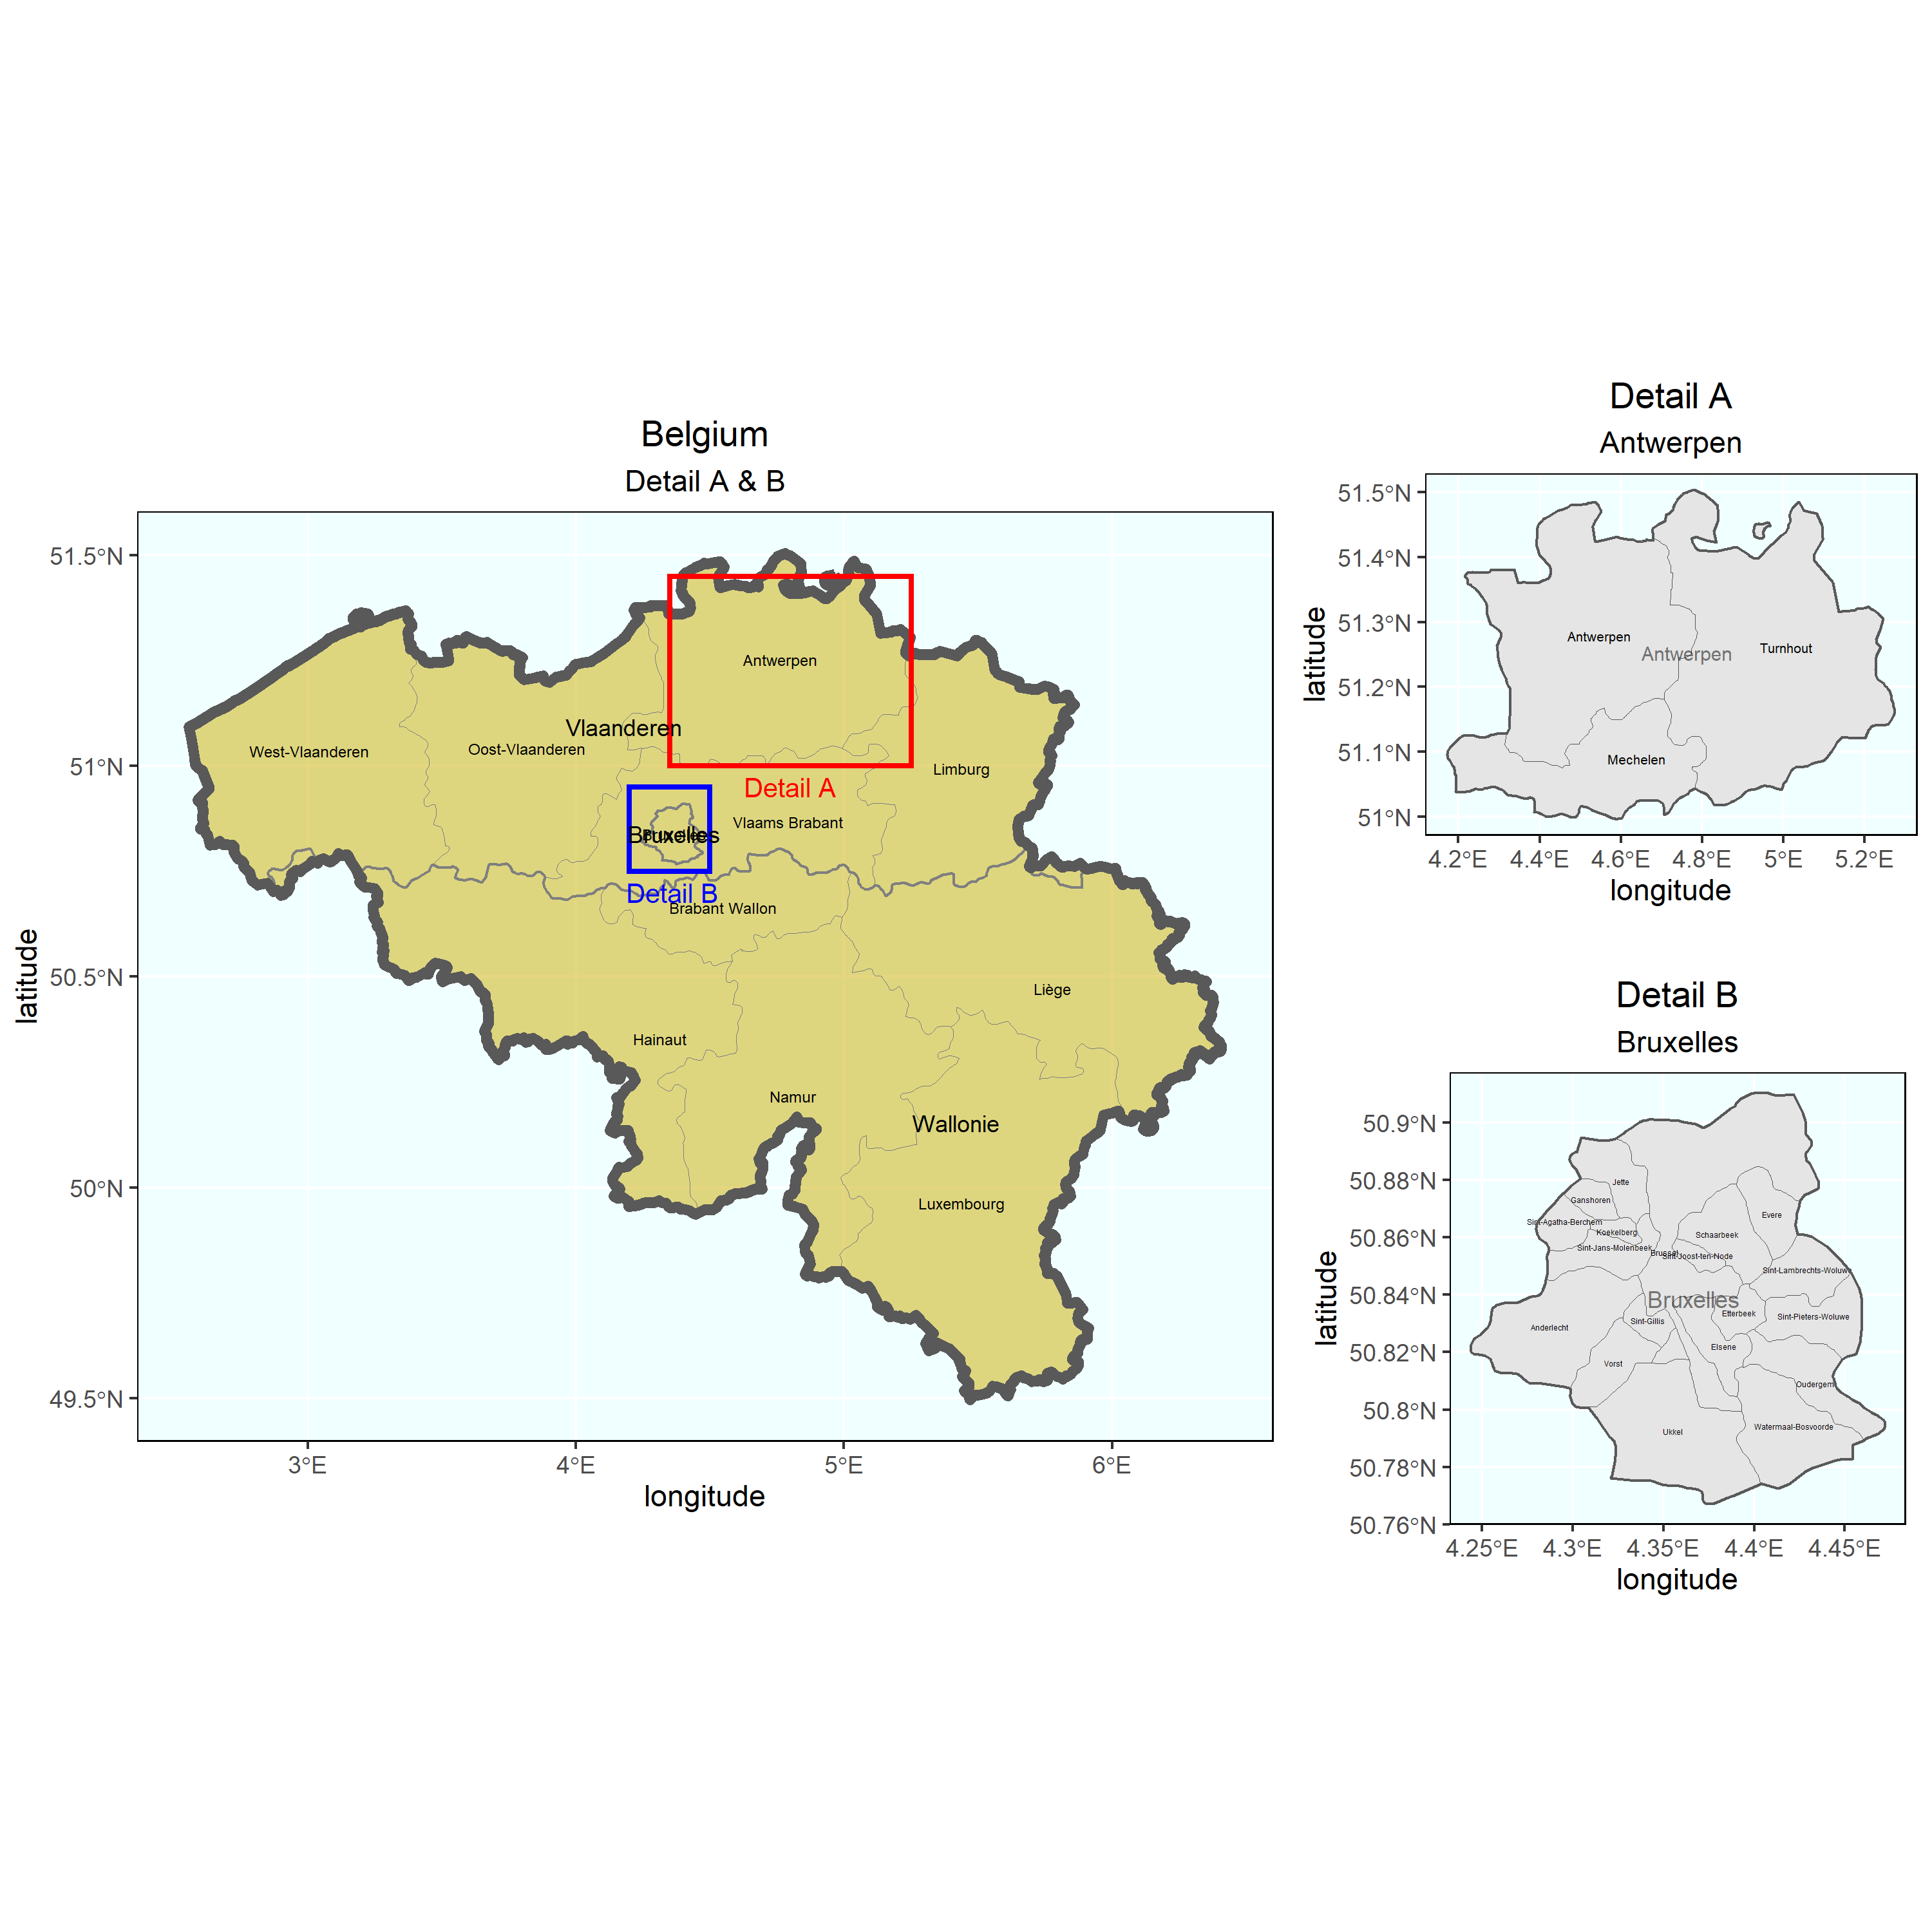 Belgium
Detail A & B
51.5°N
51°N
50.5°N
50°N
49.5°N
latitude
3°E
4°E
5°E
6°E
longitude
Antwerpen
Vlaanderen
West-Vlaanderen
Oost-Vlaanderen
Limburg
Detail A
Vlaams Brabant
Bruxelles
Detail B
Brabant Wallon
Liège
Hainaut
Namur
Wallonie
Luxembourg
Detail A
Antwerpen
51.5°N
51.4°N
51.3°N
51.2°N
51.1°N
51°N
latitude
4.2°E
4.4°E
4.6°E
4.8°E
5°E
5.2°E
longitude
Antwerpen
Antwerpen
Turnhout
Mechelen
Detail B
Bruxelles
50.9°N
50.88°N
50.86°N
50.84°N
50.82°N
50.8°N
50.78°N
50.76°N
latitude
4.25°E
4.3°E
4.35°E
4.4°E
4.45°E
longitude
Jette
Ganshoren
Evere
Sint-Agatha-Berchem
Koekelberg
Schaarbeek
Sint-Jans-Molenbeek
Brussel
Sint-Joost-ten-Node
Sint-Lambrechts-Woluwe
Bruxelles
Etterbeek
Sint-Pieters-Woluwe
Sint-Gillis
Anderlecht
Elsene
Vorst
Oudergem
Watermaal-Bosvoorde
Ukkel